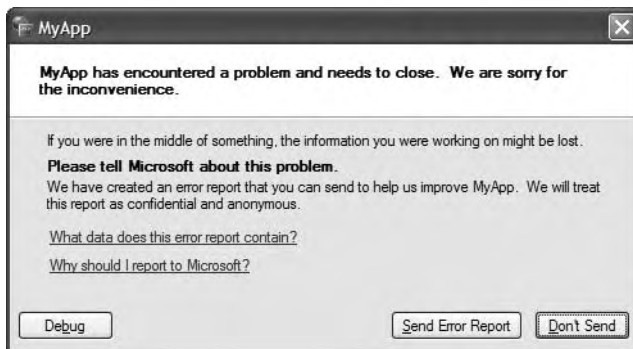 MyApp
MyApp has encountered a problem and needs to close. We are sorry for
the inconvenience.
If you were in the middle of something, the information you were working on might be lost.
Please tell Microsoft about this problem.
We have created an error report that you can send to help us improve MyApp. We will treat
this report as confidential and anonymous.
What data does this error report contain?
Why should I report to Microsoft?
Debug Send Error Report Don't Send